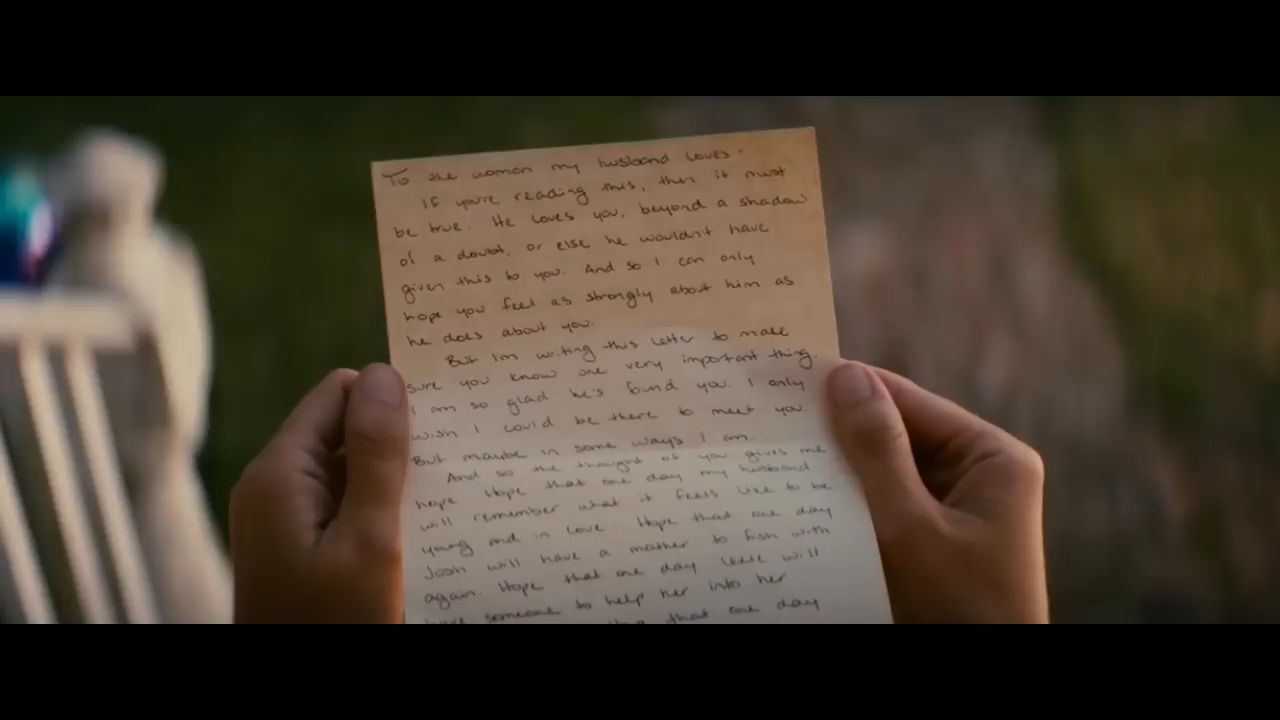 To the woman my husband loves-
If you're reading this, then it must
be true. He loves you, beyond a shadow
of a doubt, or else he wouldn't have
given this to you. And so I can only
hope you feel as strongly about him as
he does about you.
But I'm writing this letter to make
sure you know one very important thing.
I am so glad he's found you. I only
wish I could be there to meet you.
But maybe in some ways I am.
And so the thought of you gives me
hope. Hope that one day my husband
will remember what it feels like to be
young and in love. Hope that one day
Josh will have a mother to fish with
again. Hope that one day Lexie will
have someone to help her into her
that one day